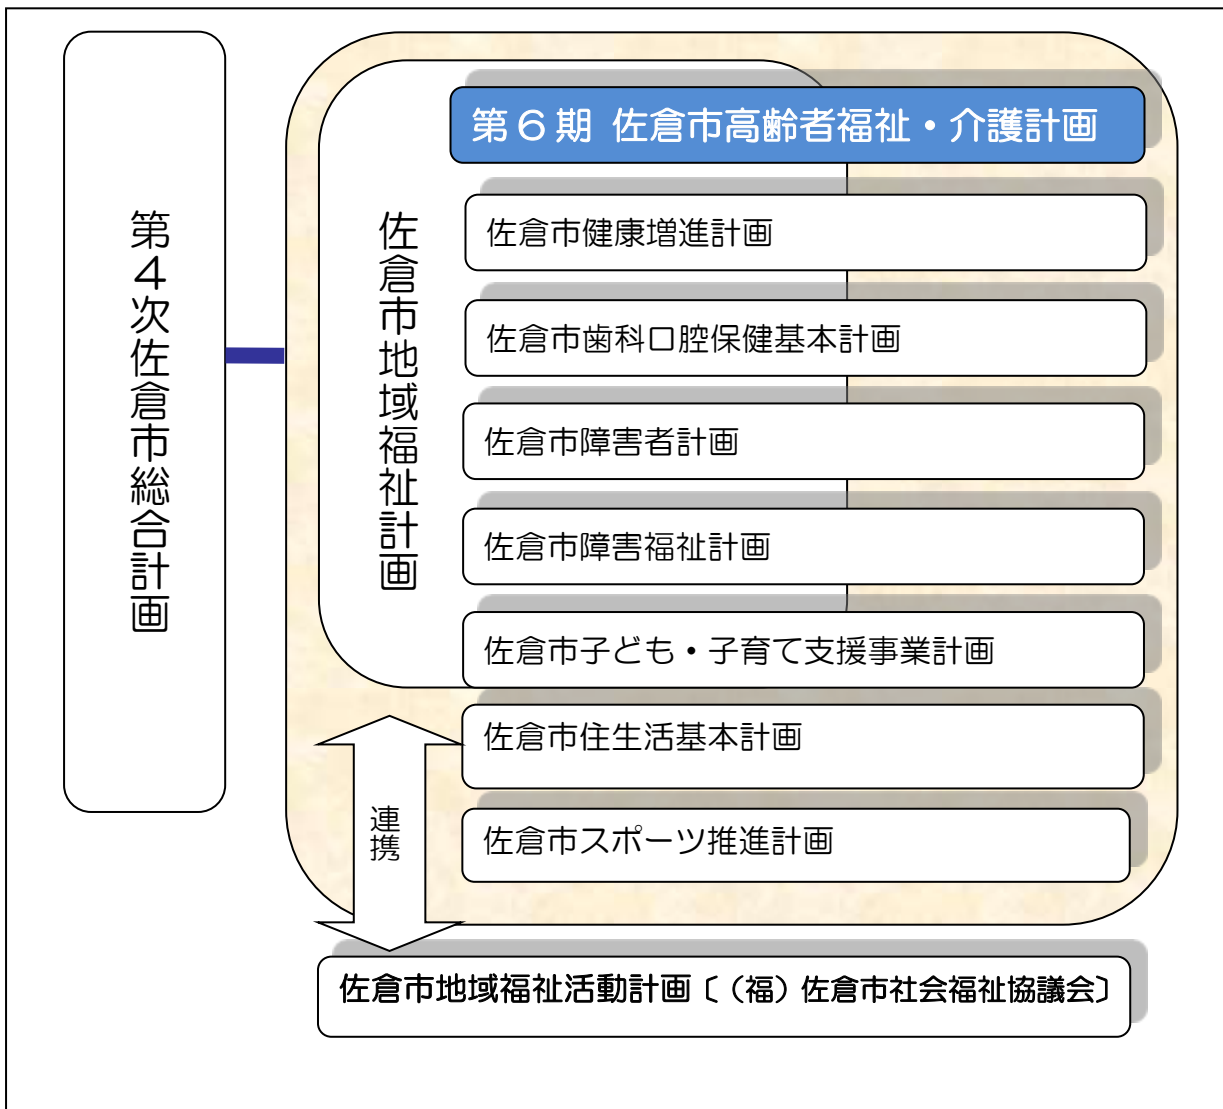 第４次佐倉市総合計画
佐倉市地域福祉計画
第６期 佐倉市高齢者福祉・介護計画
佐倉市健康増進計画
佐倉市歯科口腔保健基本計画
佐倉市障害者計画
佐倉市障害福祉計画
佐倉市子ども・子育て支援事業計画
佐倉市住生活基本計画
佐倉市スポーツ推進計画
連携
佐倉市地域福祉活動計画〔（福）佐倉市社会福祉協議会〕